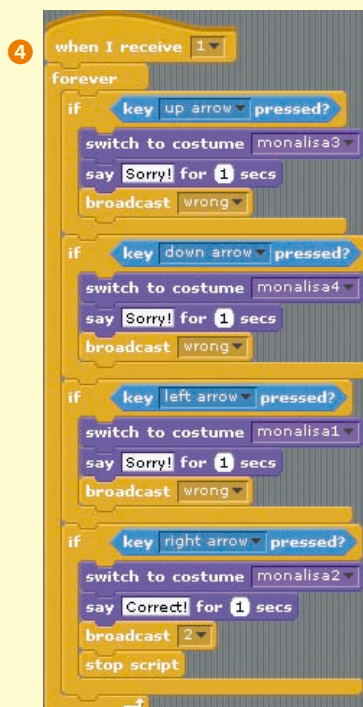 4
when I receive 1
forever
if key up arrow pressed?
switch to costume monalisa3
say Sorry! for 1 secs
broadcast wrong
if key down arrow pressed?
switch to costume monalisa4
say Sorry! for 1 secs
broadcast wrong
if key left arrow pressed?
switch to costume monalisa1
say Sorry! for 1 secs
broadcast wrong
if key right arrow pressed?
switch to costume monalisa2
say Correct! for 1 secs
broadcast 2
stop script